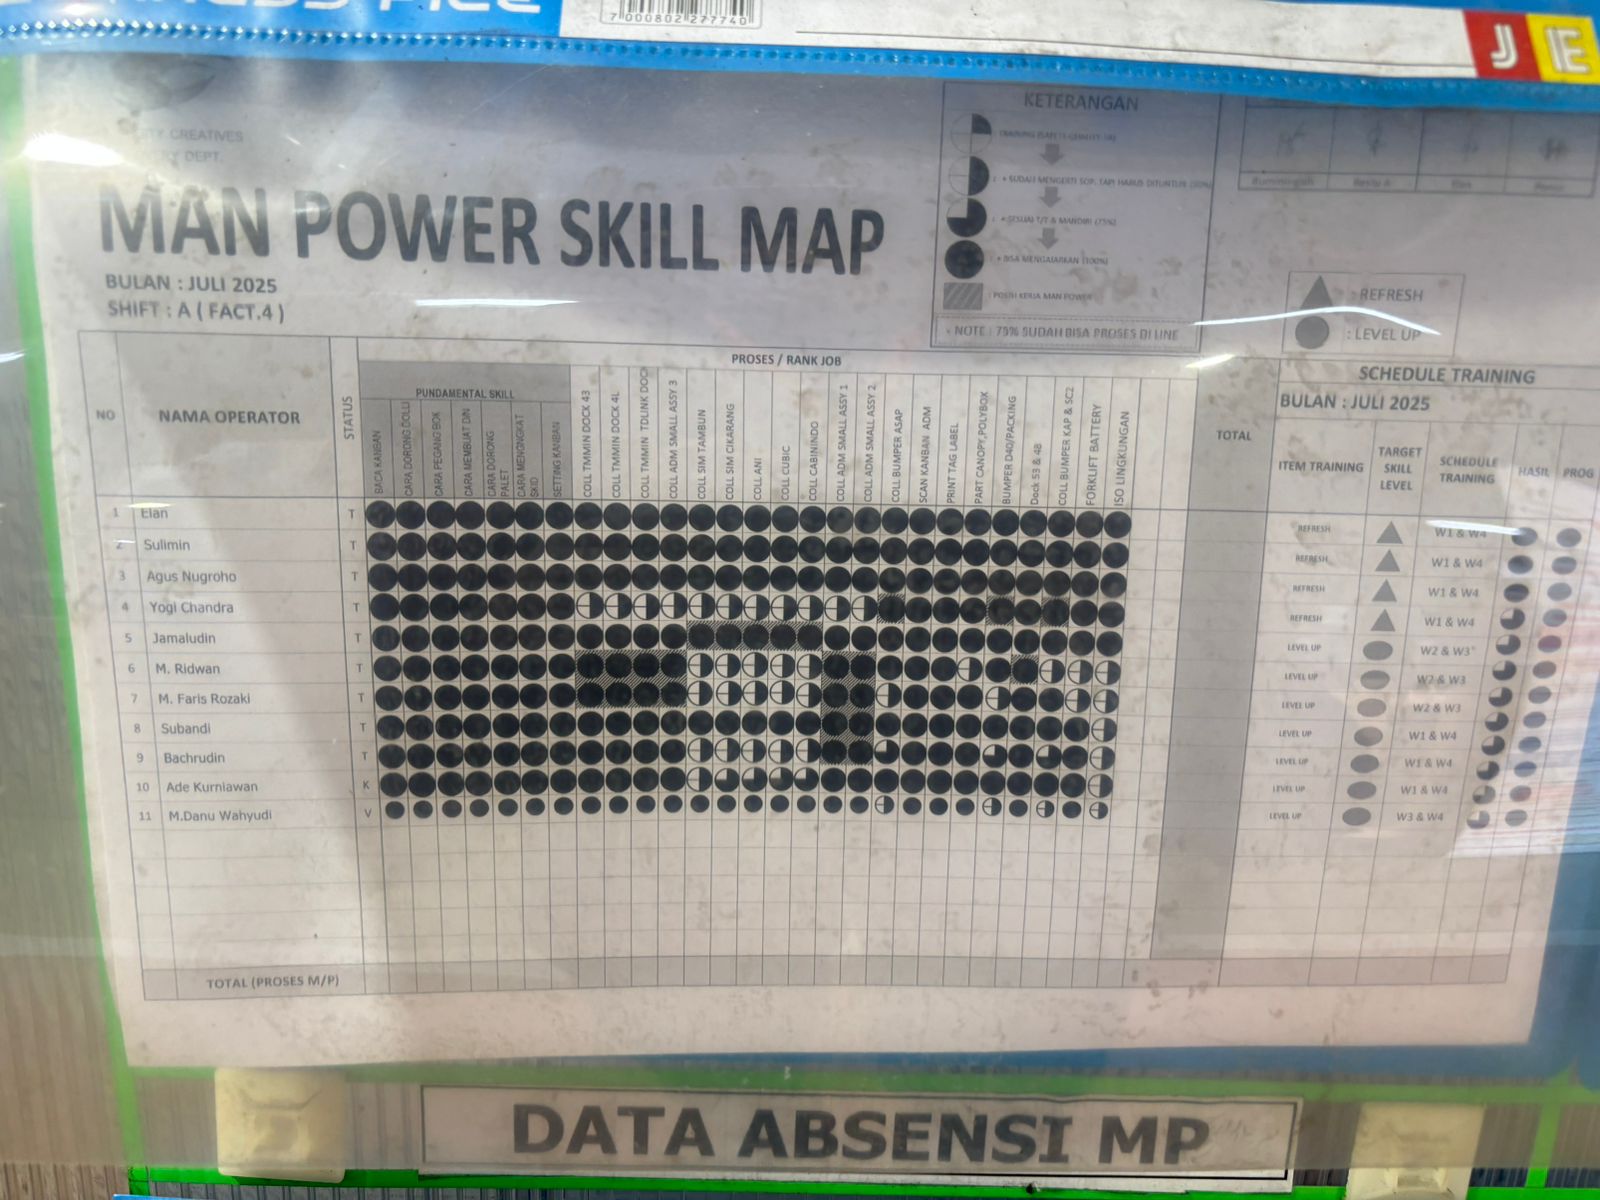 7000802277740
J E
CREATIVES
DEPT.
MAN POWER SKILL MAP
BULAN : JULI 2025
SHIFT : A ( FACT.4 )
KETERANGAN
: • SUDAH MENGERTI SOP, TAPI HARUS DITUNTUN (50%)
: • SESUAI T/T & MANDIRI (75%)
: • BISA MENGAJARKAN (100%)
: POSISI KERJA MAN POWER
- NOTE : 75% SUDAH BISA PROSES DI LINE
: REFRESH
: LEVEL UP
NO
NAMA OPERATOR
STATUS
PROSES / RANK JOB
PUNDAMENTAL SKILL
BACA KANBAN
CARA DORONG DOLLI
CARA PEGANG BOX
CARA MEMBUAT DN
CARA DORONG PALET
CARA MENGNGKAT SKID
SETTING KANBAN
COLL TMMIN DOCK 43
COLL TMMIN DOCK 4L
COLL TMMIN TDLINK DOCK
COLL ADM SMALL ASSY 3
COLL SIM TAMBUN
COLL SIM CIKARANG
COLL ANI
COLL CUBIC
COLL CABININDO
COLL ADM SMALL ASSY 1
COLL ADM SMALL ASSY 2
COLL BUMPER ASAP
SCAN KANBAN ADM
PRINT TAG LABEL
PART CANOPY,POLYBOX
BUMPER D40/PACKING
Dock 53 & 4B
COLL BUMPER KAP & SC2
FORKLIFT BATTERY
ISO LINGKUNGAN
TOTAL
SCHEDULE TRAINING
BULAN : JULI 2025
ITEM TRAINING
TARGET SKILL LEVEL
SCHEDULE TRAINING
HASIL
PROG
1 Elan T REFRESH W1 & W4
2 Sulimin T REFRESH W1 & W4
3 Agus Nugroho T REFRESH W1 & W4
4 Yogi Chandra T REFRESH W1 & W4
5 Jamaludin T LEVEL UP W2 & W3
6 M. Ridwan T LEVEL UP W2 & W3
7 M. Faris Rozaki T LEVEL UP W2 & W3
8 Subandi T LEVEL UP W1 & W4
9 Bachrudin T LEVEL UP W1 & W4
10 Ade Kurniawan K LEVEL UP W1 & W4
11 M.Danu Wahyudi V LEVEL UP W3 & W4
TOTAL (PROSES M/P)
DATA ABSENSI MP